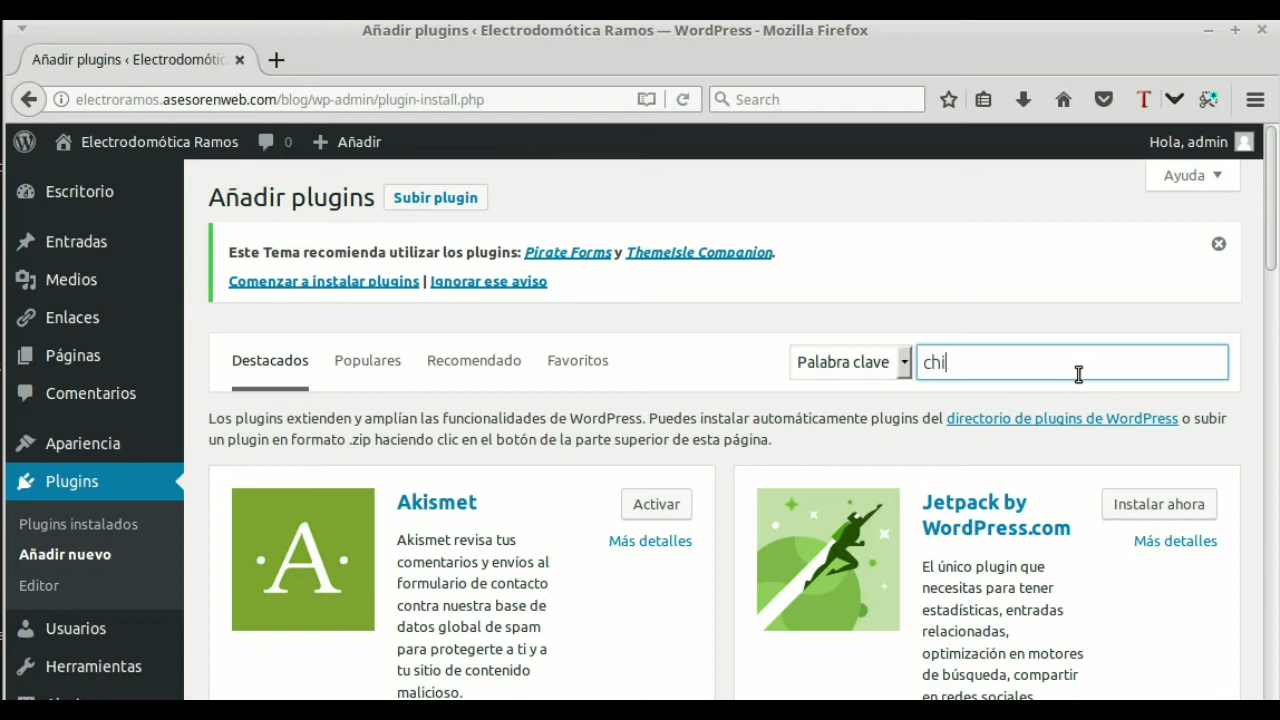 Añadir plugins ‹ Electrodomótica Ramos — WordPress - Mozilla Firefox
Añadir plugins ‹ Electrodomótic
electroramos.asesorenweb.com/blog/wp-admin/plugin-install.php
Search
Electrodomótica Ramos
0
Añadir
Hola, admin
Escritorio
Entradas
Medios
Enlaces
Páginas
Comentarios
Apariencia
Plugins
Plugins instalados
Añadir nuevo
Editor
Usuarios
Herramientas
Ayuda
Añadir plugins
Subir plugin
Este Tema recomienda utilizar los plugins: Pirate Forms y ThemeIsle Companion.
Comenzar a instalar plugins | Ignorar ese aviso
Destacados
Populares
Recomendado
Favoritos
Palabra clave
chi
Los plugins extienden y amplían las funcionalidades de WordPress. Puedes instalar automáticamente plugins del directorio de plugins de WordPress o subir
un plugin en formato .zip haciendo clic en el botón de la parte superior de esta página.
A
Akismet
Activar
Más detalles
Akismet revisa tus
comentarios y envíos al
formulario de contacto
contra nuestra base de
datos global de spam
para protegerte a ti y a
tu sitio de contenido
malicioso.
Jetpack by
WordPress.com
Instalar ahora
Más detalles
El único plugin que
necesitas para tener
estadísticas, entradas
relacionadas,
optimización en motores
de búsqueda, compartir
en redes sociales